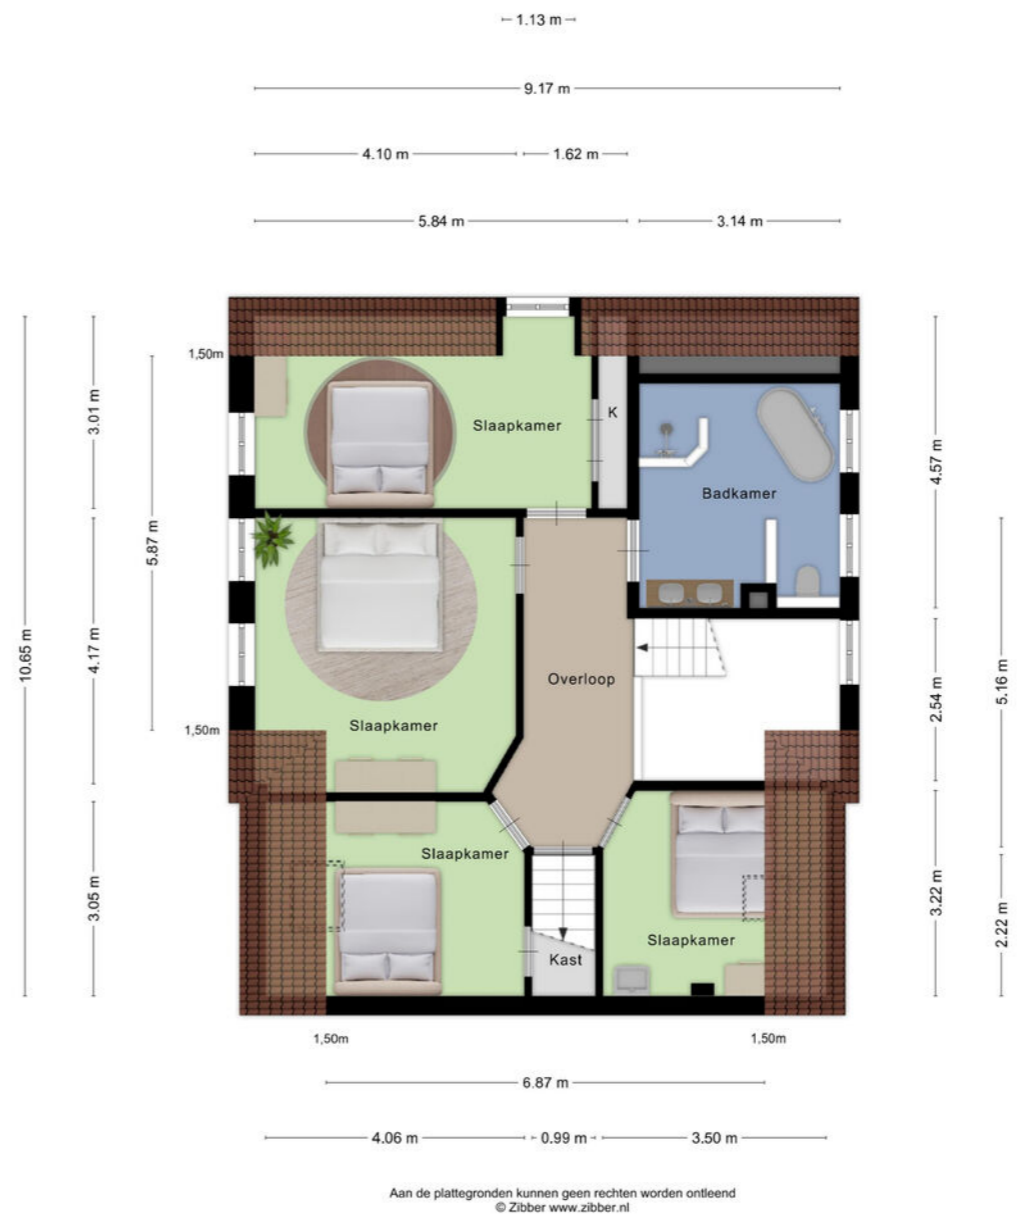 1.13 m
9.17 m
4.10 m
1.62 m
5.84 m
3.14 m
1,50m
3.01 m
Slaapkamer
K
4.57 m
Badkamer
5.87 m
10.65 m
4.17 m
Overloop
2.54 m
5.16 m
Slaapkamer
1,50m
Slaapkamer
3.05 m
3.22 m
2.22 m
Slaapkamer
Kast
1,50m
1,50m
6.87 m
4.06 m
0.99 m
3.50 m
Aan de plattegronden kunnen geen rechten worden ontleend
© Zibber www.zibber.nl